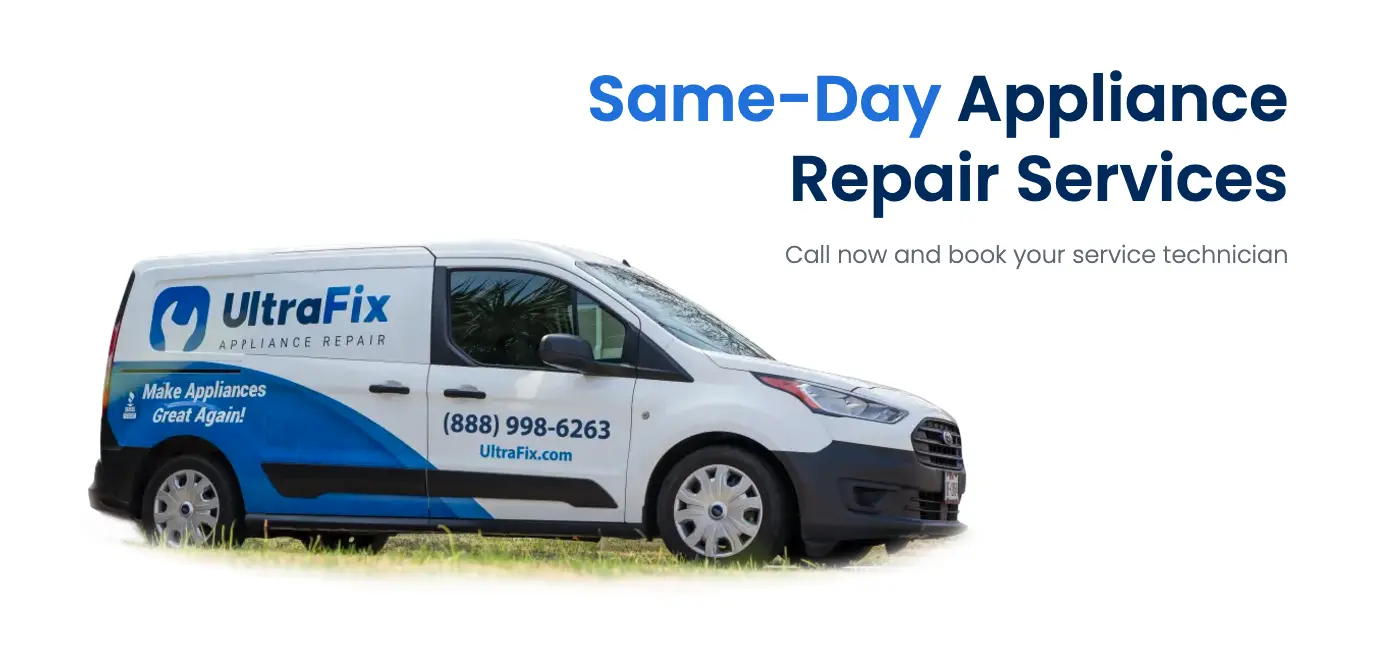 Same-Day Appliance
Repair Services
Call now and book your service technician
UltraFix
APPLIANCE REPAIR
Make Appliances
Great Again!
(888) 998-6263
UltraFix.com